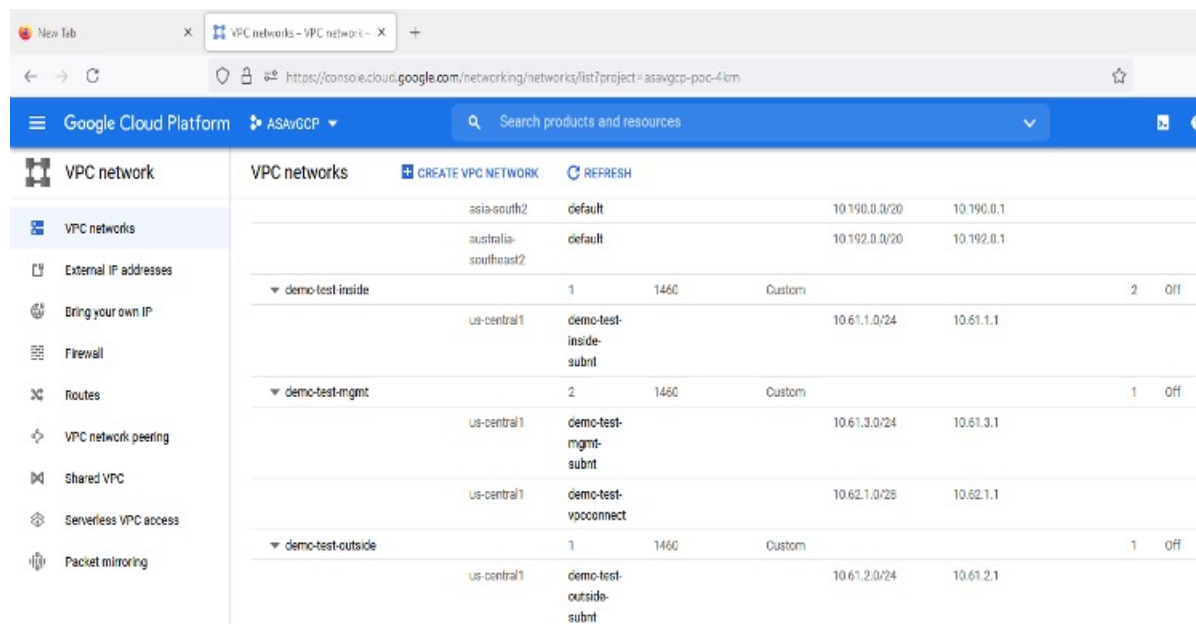 New Tab
VPC networks – VPC network –
https://console.cloud.google.com/networking/networks/list?project=asavgcp-poc-4krn
Google Cloud Platform
ASAvGCP
Search products and resources
VPC network
VPC networks
CREATE VPC NETWORK
REFRESH
VPC networks
External IP addresses
Bring your own IP
Firewall
Routes
VPC network peering
Shared VPC
Serverless VPC access
Packet mirroring
asia-south2 default 10.190.0.0/20 10.190.0.1
australia- default 10.192.0.0/20 10.192.0.1
southeast2
demo-test-inside 1 1460 Custom 2 Off
us-central1 demo-test- 10.61.1.0/24 10.61.1.1
inside-
subnt
demo-test-mgmt 2 1460 Custom 1 Off
us-central1 demo-test- 10.61.3.0/24 10.61.3.1
mgmt-
subnt
us-central1 demo-test- 10.62.1.0/28 10.62.1.1
vpcconnect
demo-test-outside 1 1460 Custom 1 Off
us-central1 demo-test- 10.61.2.0/24 10.61.2.1
outside-
subnt